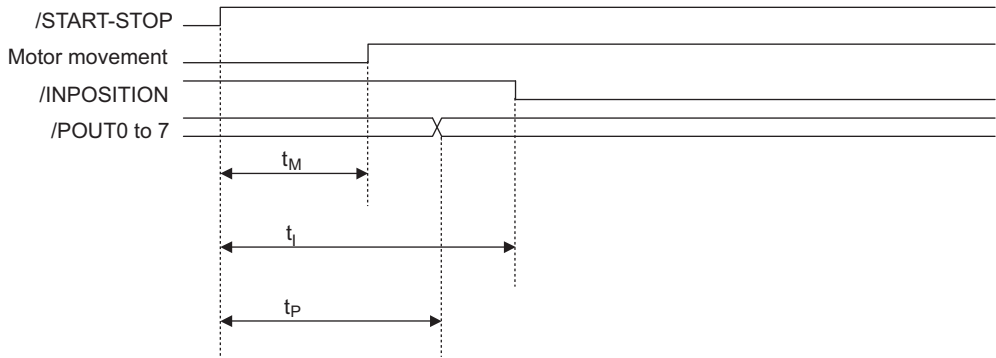 /START-STOP
Motor movement
/INPOSITION
/POUT0 to 7
tM
tI
tP